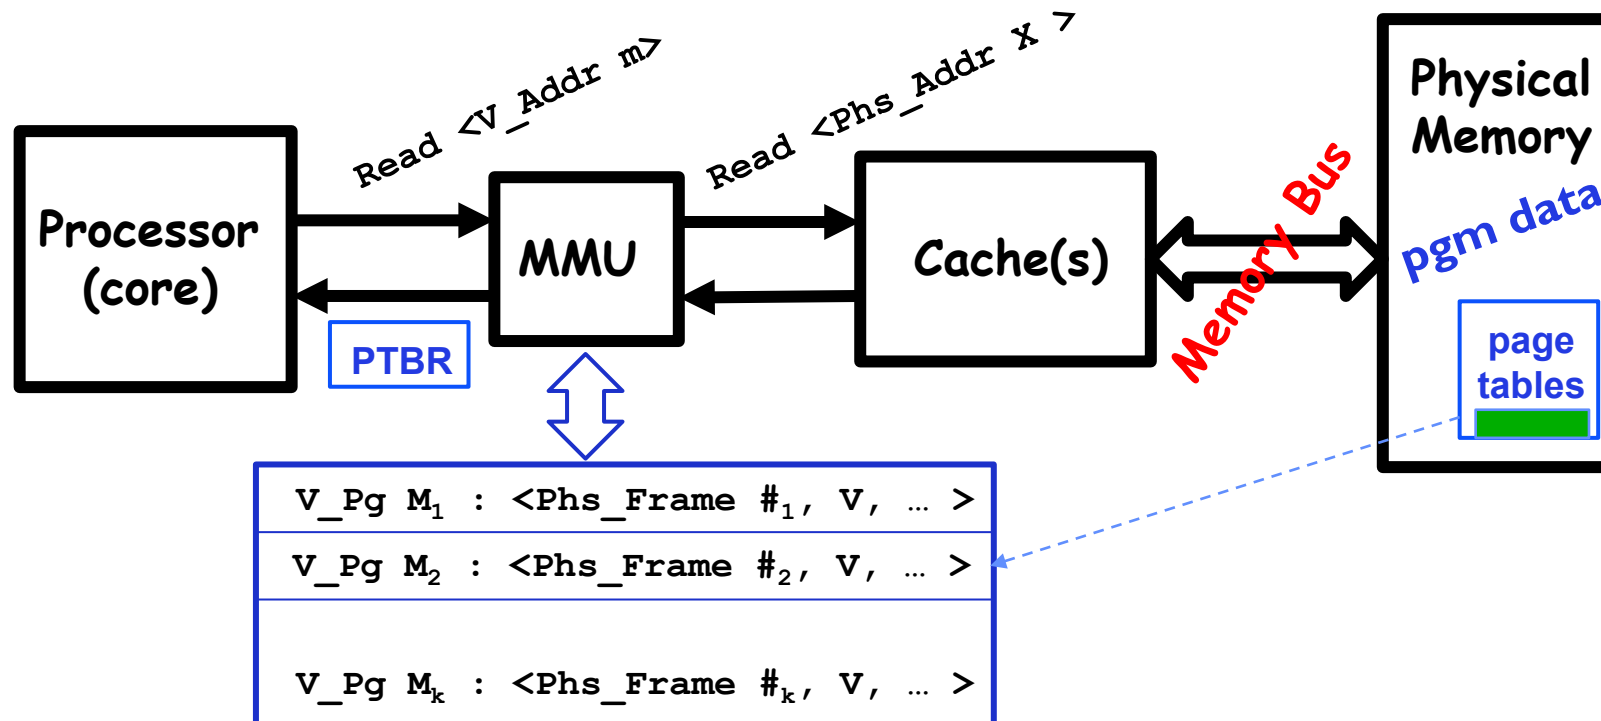 Read <V_Addr m>
Read <Phs_Addr X >
Physical
Memory
pgm data
page
tables
Processor
(core)
MMU
Cache(s)
Memory Bus
PTBR
V_Pg M₁ : <Phs_Frame #₁, V, … >
V_Pg M₂ : <Phs_Frame #₂, V, … >
V_Pg Mₖ : <Phs_Frame #ₖ, V, … >